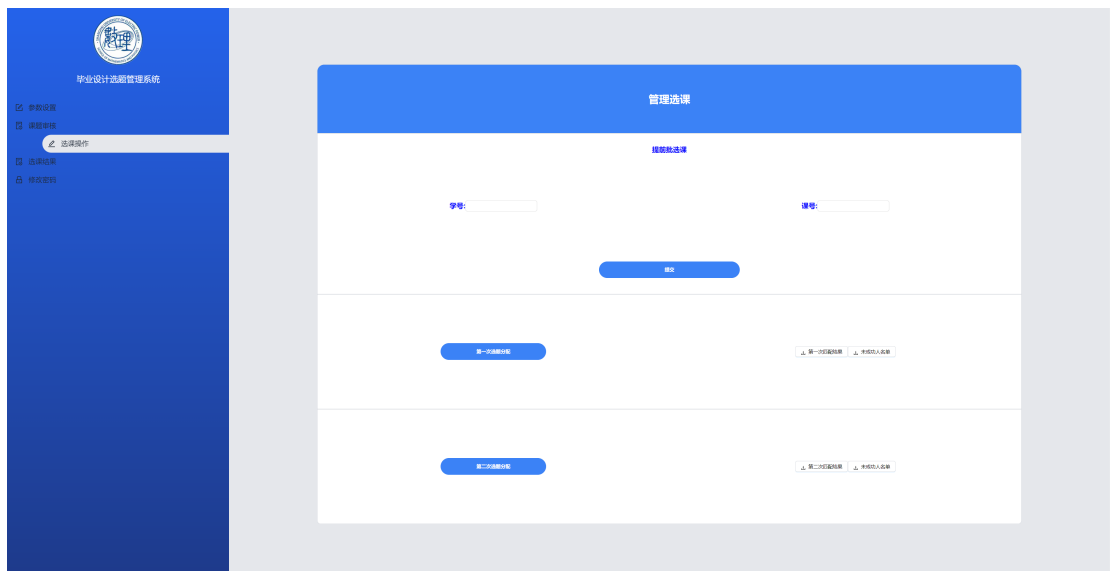 數理
毕业设计选题管理系统
参数设置
课题审核
选课操作
选课结果
修改密码
管理选课
提前批选课
学号:
课号:
提交
第一次选题分配
第一次匹配结果
未成功人名单
第二次选题分配
第二次匹配结果
未成功人名单